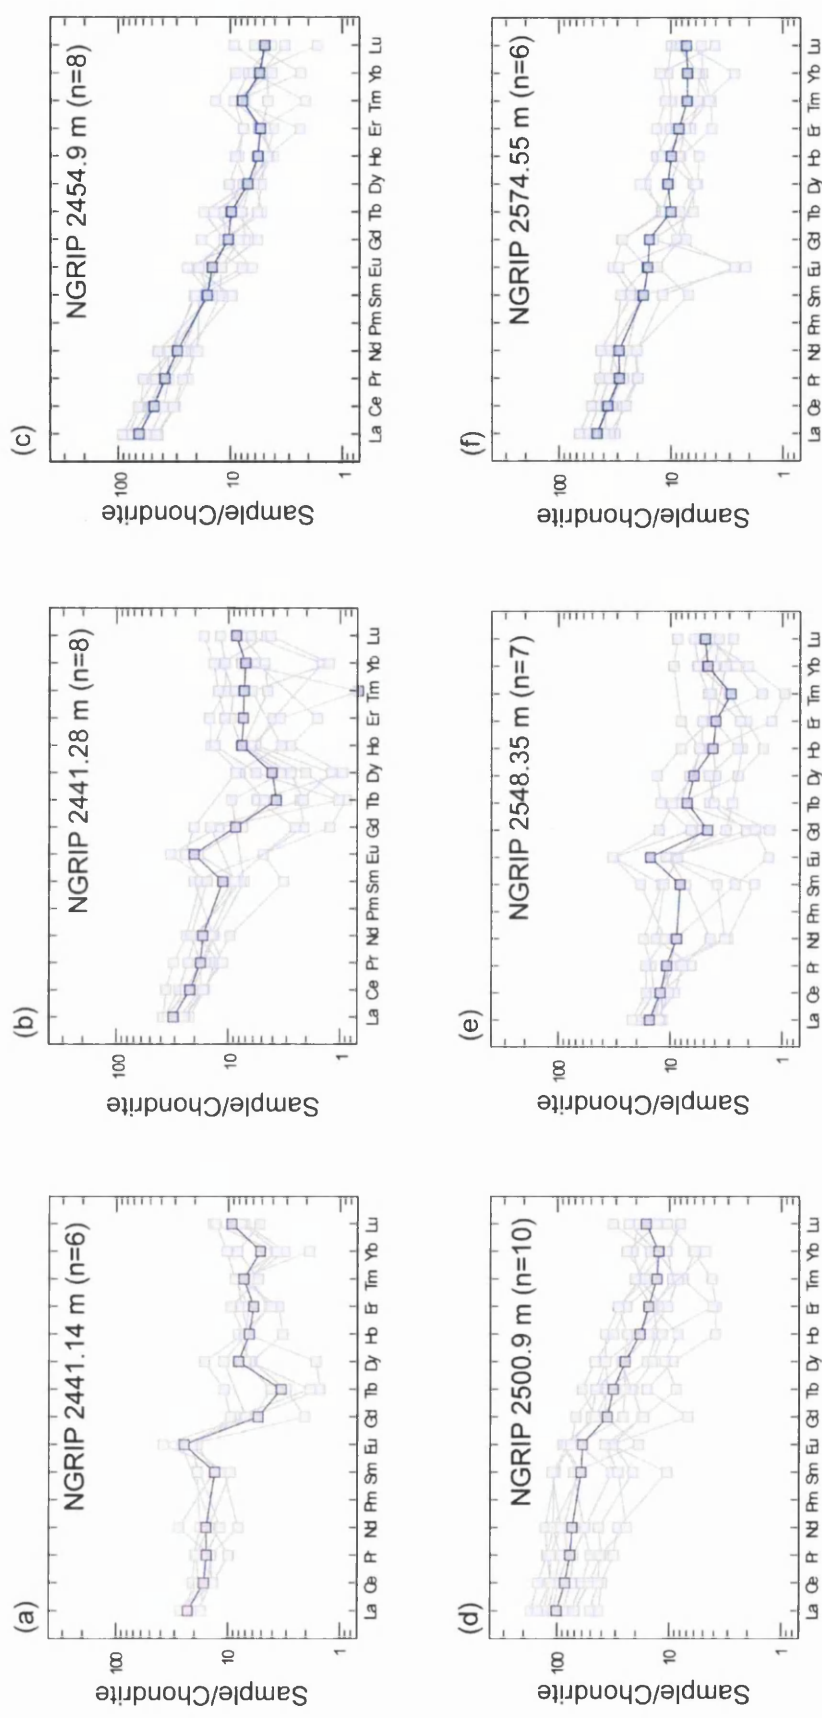 (a)
NGRIP 2441.14 m (n=6)
Sample/Chondrite
100
10
1
La Ce Pr Nd Pm Sm Eu Gd Tb Dy Ho Er Tm Yb Lu
(b)
NGRIP 2441.28 m (n=8)
Sample/Chondrite
100
10
1
La Ce Pr Nd Pm Sm Eu Gd Tb Dy Ho Er Tm Yb Lu
(c)
NGRIP 2454.9 m (n=8)
Sample/Chondrite
100
10
1
La Ce Pr Nd Pm Sm Eu Gd Tb Dy Ho Er Tm Yb Lu
(d)
NGRIP 2500.9 m (n=10)
Sample/Chondrite
100
10
1
La Ce Pr Nd Pm Sm Eu Gd Tb Dy Ho Er Tm Yb Lu
(e)
NGRIP 2548.35 m (n=7)
Sample/Chondrite
100
10
1
La Ce Pr Nd Pm Sm Eu Gd Tb Dy Ho Er Tm Yb Lu
(f)
NGRIP 2574.55 m (n=6)
Sample/Chondrite
100
10
1
La Ce Pr Nd Pm Sm Eu Gd Tb Dy Ho Er Tm Yb Lu